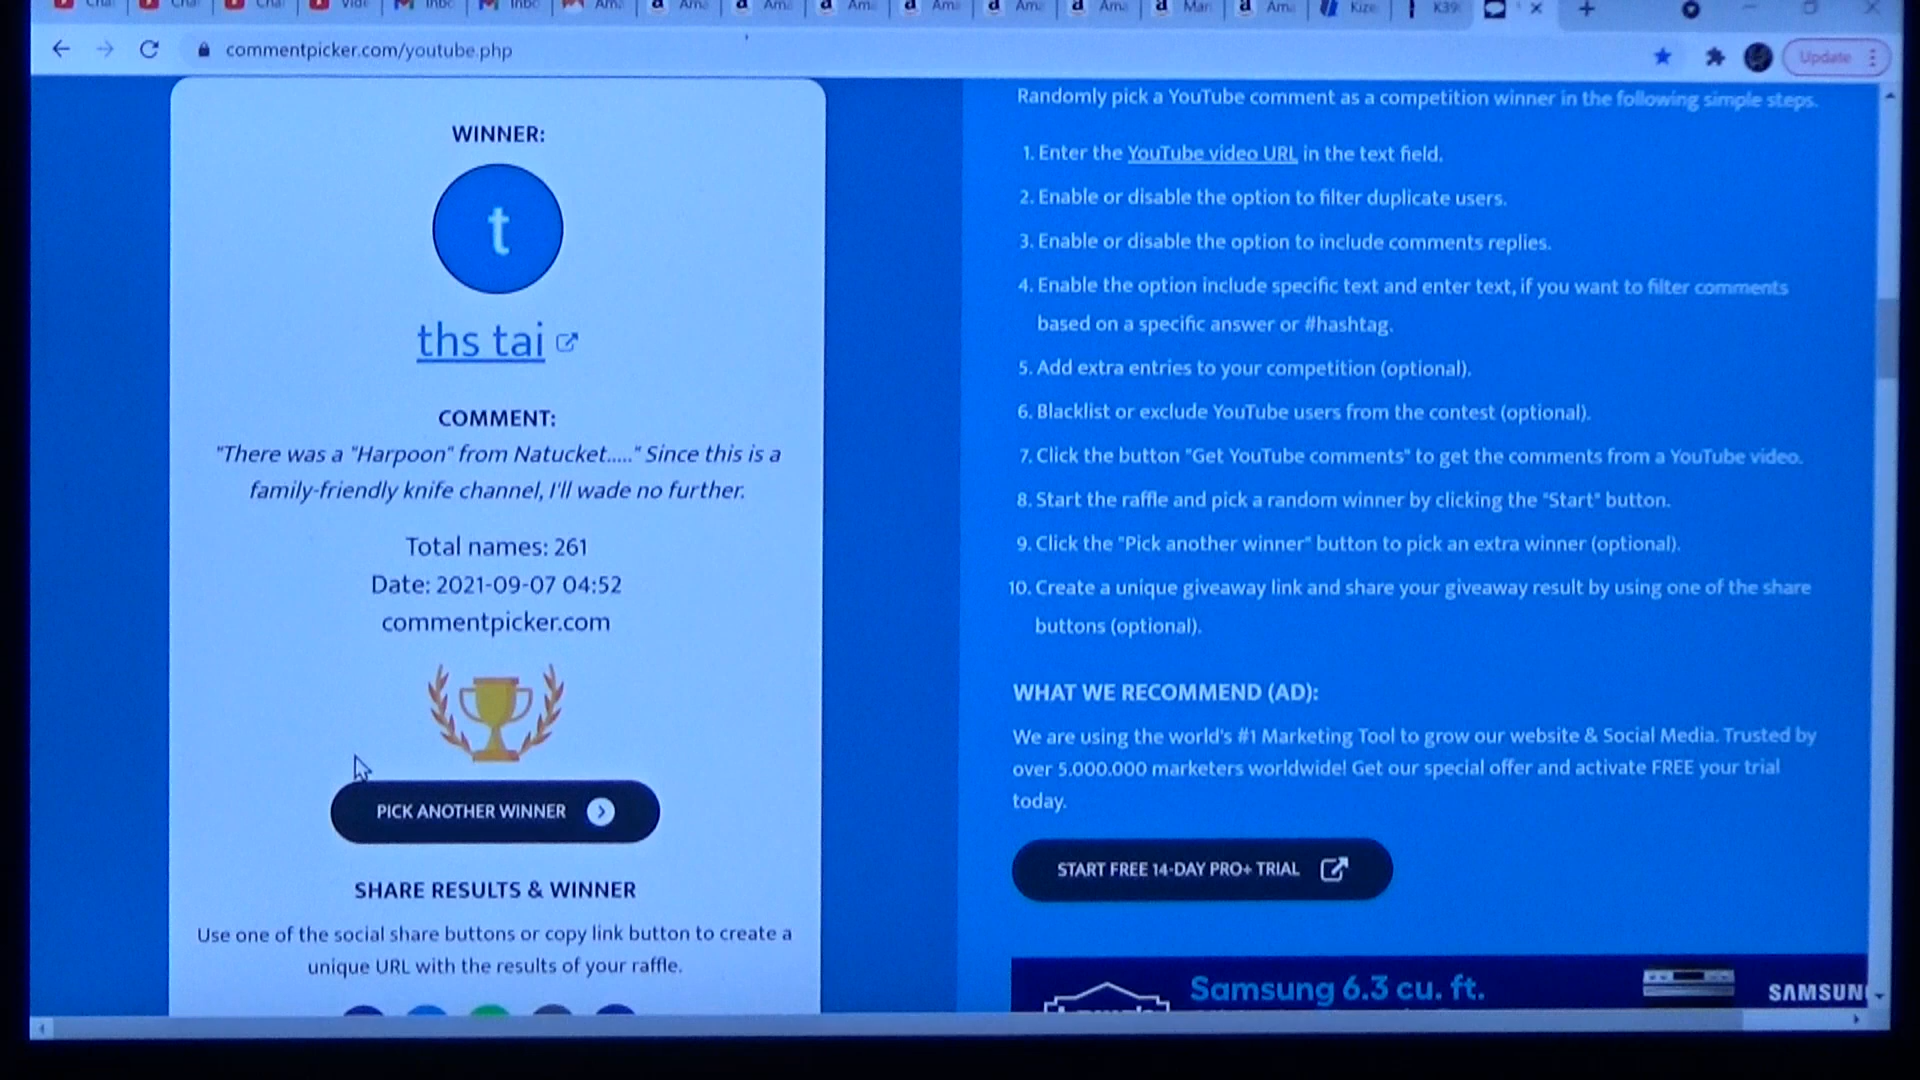 Inbo
Ama
Ama
Ama
Ama
Ama
Ama
Ama
Mar
Ama
Kize
K39
commentpicker.com/youtube.php
Update
WINNER:
t
ths tai
COMMENT:
"There was a "Harpoon" from Natucket....." Since this is a
family-friendly knife channel, I'll wade no further.
Total names: 261
Date: 2021-09-07 04:52
commentpicker.com
PICK ANOTHER WINNER
SHARE RESULTS & WINNER
Use one of the social share buttons or copy link button to create a
unique URL with the results of your raffle.
Randomly pick a YouTube comment as a competition winner in the following simple steps.
1. Enter the YouTube video URL in the text field.
2. Enable or disable the option to filter duplicate users.
3. Enable or disable the option to include comments replies.
4. Enable the option include specific text and enter text, if you want to filter comments
based on a specific answer or #hashtag.
5. Add extra entries to your competition (optional).
6. Blacklist or exclude YouTube users from the contest (optional).
7. Click the button "Get YouTube comments" to get the comments from a YouTube video.
8. Start the raffle and pick a random winner by clicking the "Start" button.
9. Click the "Pick another winner" button to pick an extra winner (optional).
10. Create a unique giveaway link and share your giveaway result by using one of the share
buttons (optional).
WHAT WE RECOMMEND (AD):
We are using the world's #1 Marketing Tool to grow our website & Social Media. Trusted by
over 5.000.000 marketers worldwide! Get our special offer and activate FREE your trial
today.
START FREE 14-DAY PRO+ TRIAL
Samsung 6.3 cu. ft.
SAMSUN